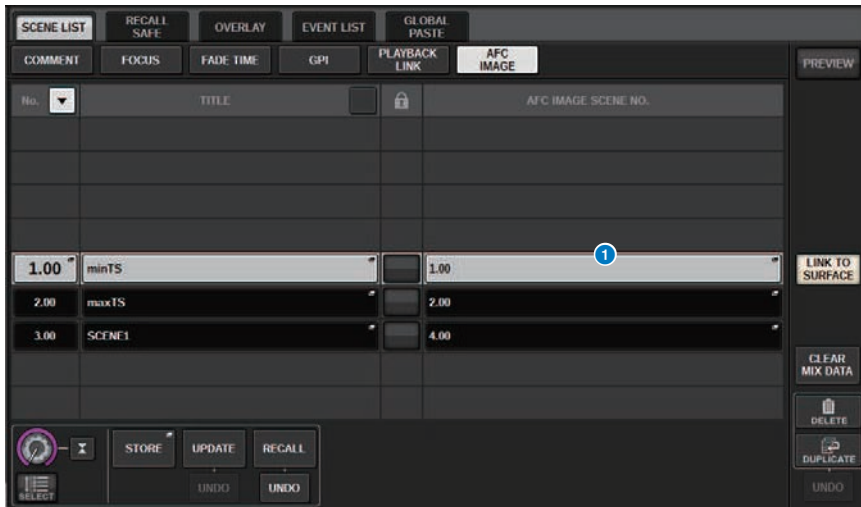 SCENE LIST
RECALL
SAFE
OVERLAY
EVENT LIST
GLOBAL
PASTE
COMMENT
FOCUS
FADE TIME
GPI
PLAYBACK
LINK
AFC
IMAGE
PREVIEW
No.
TITLE
AFC IMAGE SCENE NO.
1
1.00 minTS 1.00
LINK TO
SURFACE
2.00 maxTS 2.00
3.00 SCENE1 4.00
CLEAR
MIX DATA
DELETE
STORE
UPDATE
RECALL
DUPLICATE
SELECT
UNDO
UNDO
UNDO